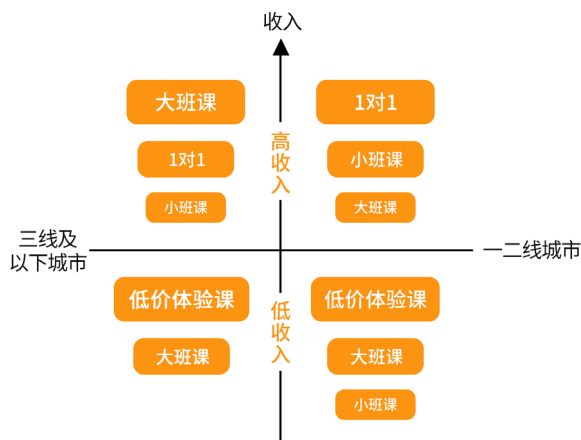 收入
大班课
1对1
1对1
小班课
小班课
大班课
高收入
三线及
以下城市
一二线城市
低价体验课
低价体验课
大班课
大班课
小班课
低收入